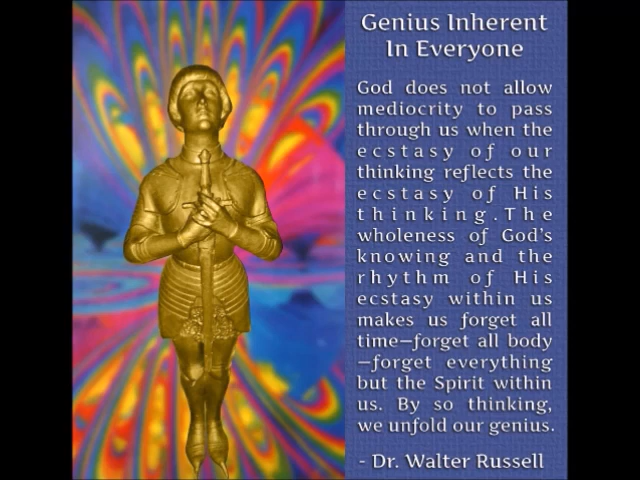 Genius Inherent
In Everyone
God does not allow
mediocrity to pass
through us when the
ecstasy of our
thinking reflects the
ecstasy of His
thinking. The
wholeness of God's
knowing and the
rhythm of His
ecstasy within us
makes us forget all
time—forget all body
—forget everything
but the Spirit within
us. By so thinking,
we unfold our genius.
- Dr. Walter Russell